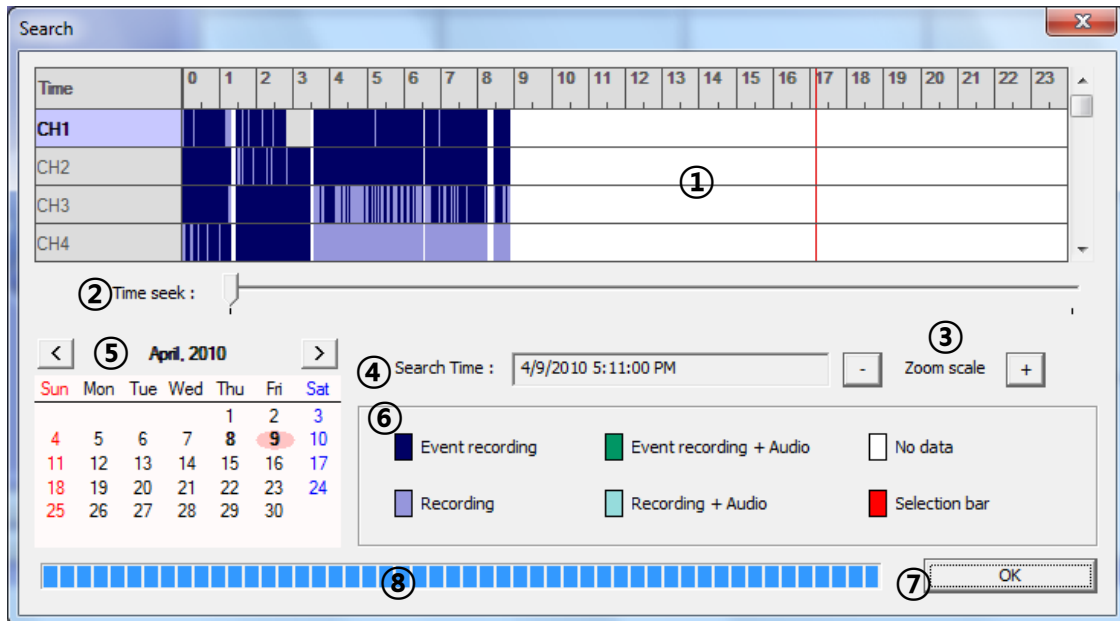 Search
X
Time 0 1 2 3 4 5 6 7 8 9 10 11 12 13 14 15 16 17 18 19 20 21 22 23
CH1
CH2
①
CH3
CH4
② Time seek :
③
< ⑤ April, 2010 >
④ Search Time : 4/9/2010 5:11:00 PM - Zoom scale +
Sun Mon Tue Wed Thu Fri Sat
1 2 3
4 5 6 7 8 9 10
11 12 13 14 15 16 17
18 19 20 21 22 23 24
25 26 27 28 29 30
⑥
Event recording Event recording + Audio No data
Recording Recording + Audio Selection bar
⑧ ⑦ OK